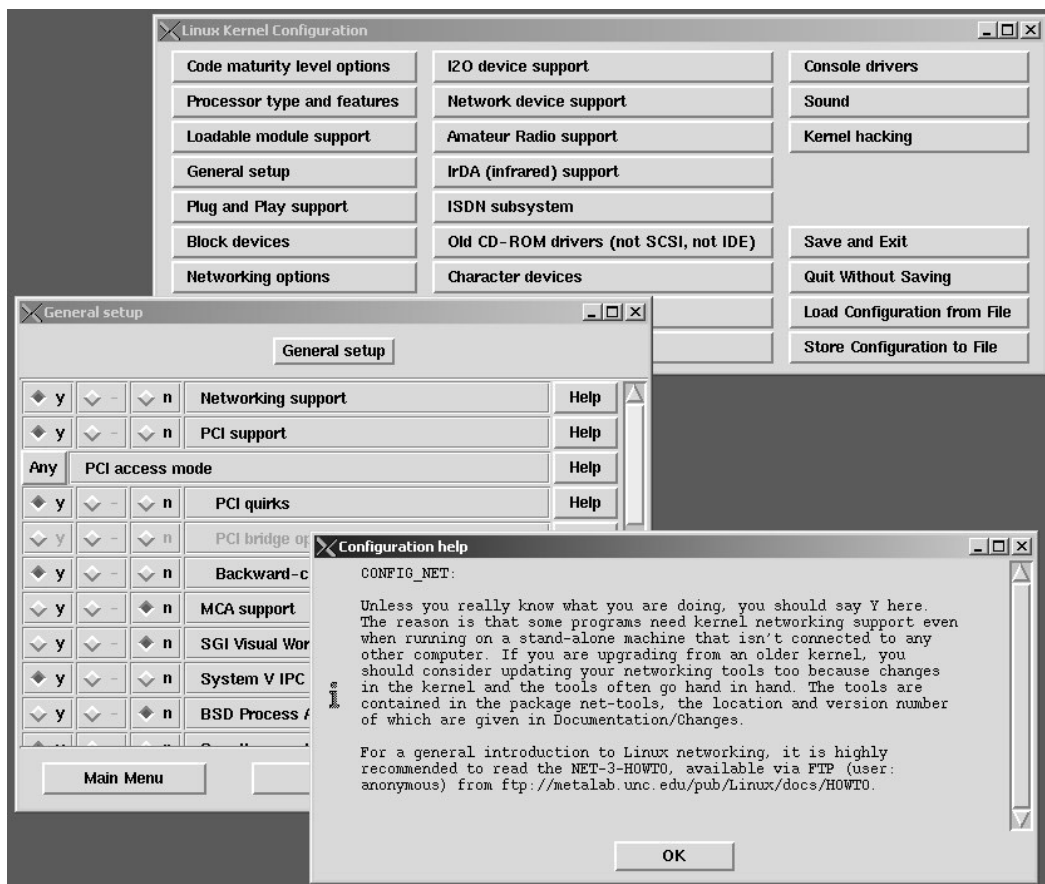 Linux Kernel Configuration
Code maturity level options
Processor type and features
Loadable module support
General setup
Plug and Play support
Block devices
Networking options
I2O device support
Network device support
Amateur Radio support
IrDA (infrared) support
ISDN subsystem
Old CD-ROM drivers (not SCSI, not IDE)
Character devices
Console drivers
Sound
Kernel hacking
Save and Exit
Quit Without Saving
Load Configuration from File
Store Configuration to File
General setup
General setup
y - n Networking support Help
y - n PCI support Help
Any PCI access mode Help
y - n PCI quirks Help
y - n PCI bridge
y - n
y - n MCA support
y - n SGI Visual
y - n System V IPC
y - n BSD Process
Main Menu
Configuration help
CONFIG_NET:
Unless you really know what you are doing, you should say Y here.
The reason is that some programs need kernel networking support even
when running on a stand-alone machine that isn't connected to any
other computer. If you are upgrading from an older kernel, you
should consider updating your networking tools too because changes
in the kernel and the tools often go hand in hand. The tools are
contained in the package net-tools, the location and version number
of which are given in Documentation/Changes.
For a general introduction to Linux networking, it is highly
recommended to read the NET-3-HOWTO, available via FTP (user:
anonymous) from ftp://metalab.unc.edu/pub/Linux/docs/HOWTO.
OK